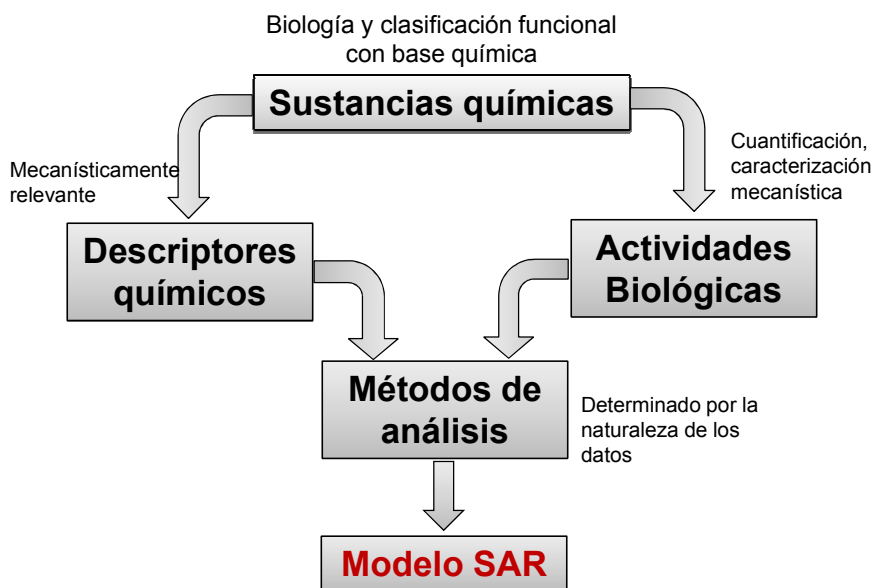 Biología y clasificación funcional
con base química
Sustancias químicas
Mecanísticamente
relevante
Cuantificación,
caracterización
mecanística
Descriptores
químicos
Actividades
Biológicas
Métodos de
análisis
Determinado por la
naturaleza de los
datos
Modelo SAR